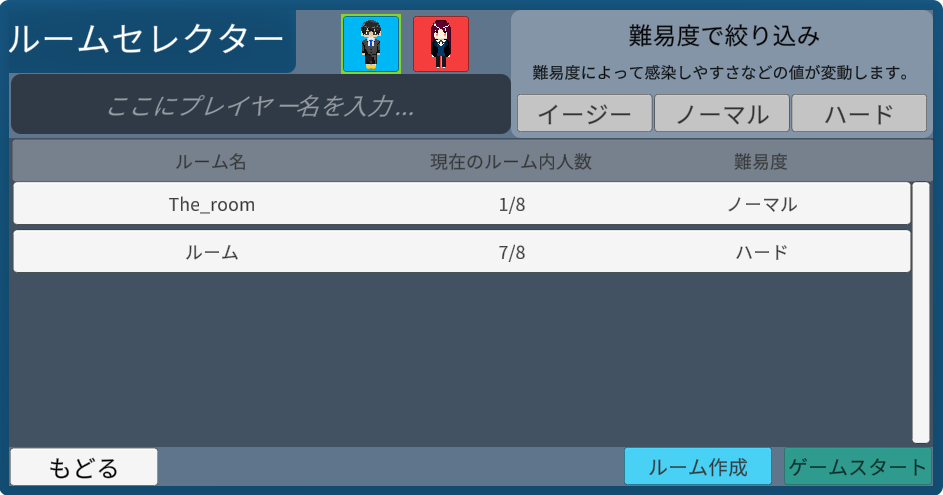 ルームセレクター
難易度で絞り込み
難易度によって感染しやすさなどの値が変動します。
ここにプレイヤー名を入力...
イージー ノーマル ハード
ルーム名 現在のルーム内人数 難易度
The_room 1/8 ノーマル
ルーム 7/8 ハード
もどる ルーム作成 ゲームスタート